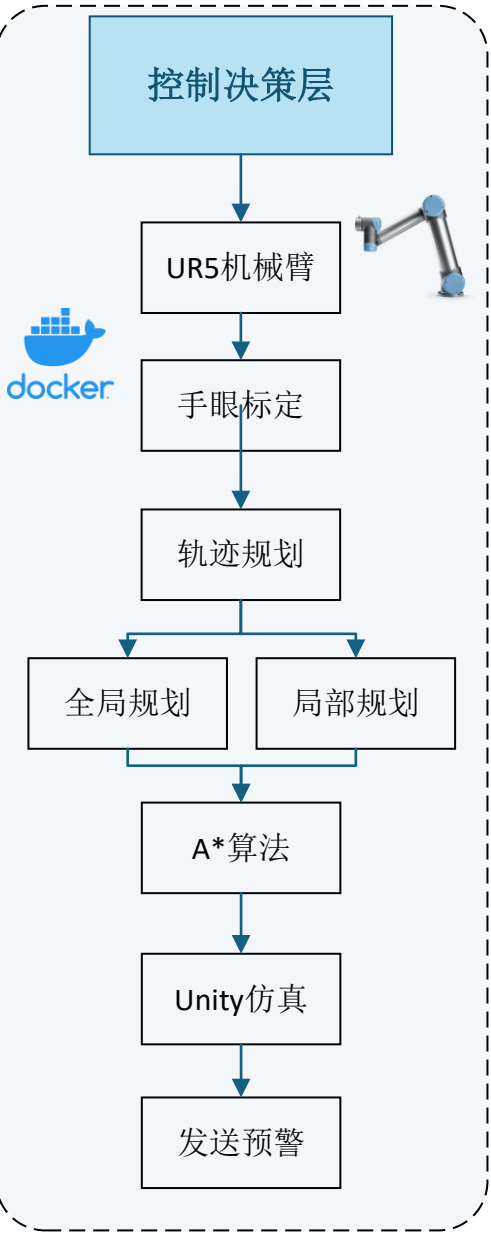 控制决策层
UR5机械臂
docker
手眼标定
轨迹规划
全局规划
局部规划
A*算法
Unity仿真
发送预警